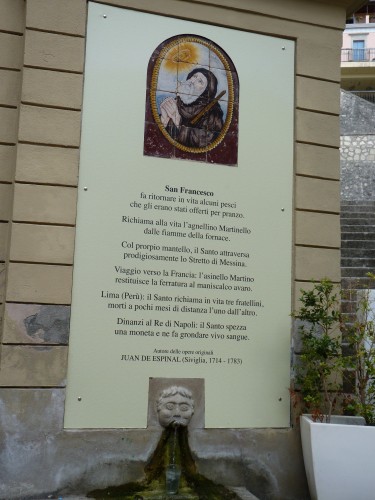 San Francesco
fa ritornare in vita alcuni pesci
che gli erano stati offerti per pranzo.
Richiama alla vita l'agnellino Martinello
dalle fiamme della fornace.
Col prorpio mantello, il Santo attraversa
prodigiosamente lo Stretto di Messina.
Viaggio verso la Francia: l'asinello Martino
restituisce la ferratura al maniscalco avaro.
Lima (Perù): il Santo richiama in vita tre fratellini,
morti a pochi mesi di distanza l'uno dall'altro.
Dinanzi al Re di Napoli: il Santo spezza
una moneta e ne fa grondare vivo sangue.
Autore delle opere originali
JUAN DE ESPINAL (Siviglia, 1714 - 1783)